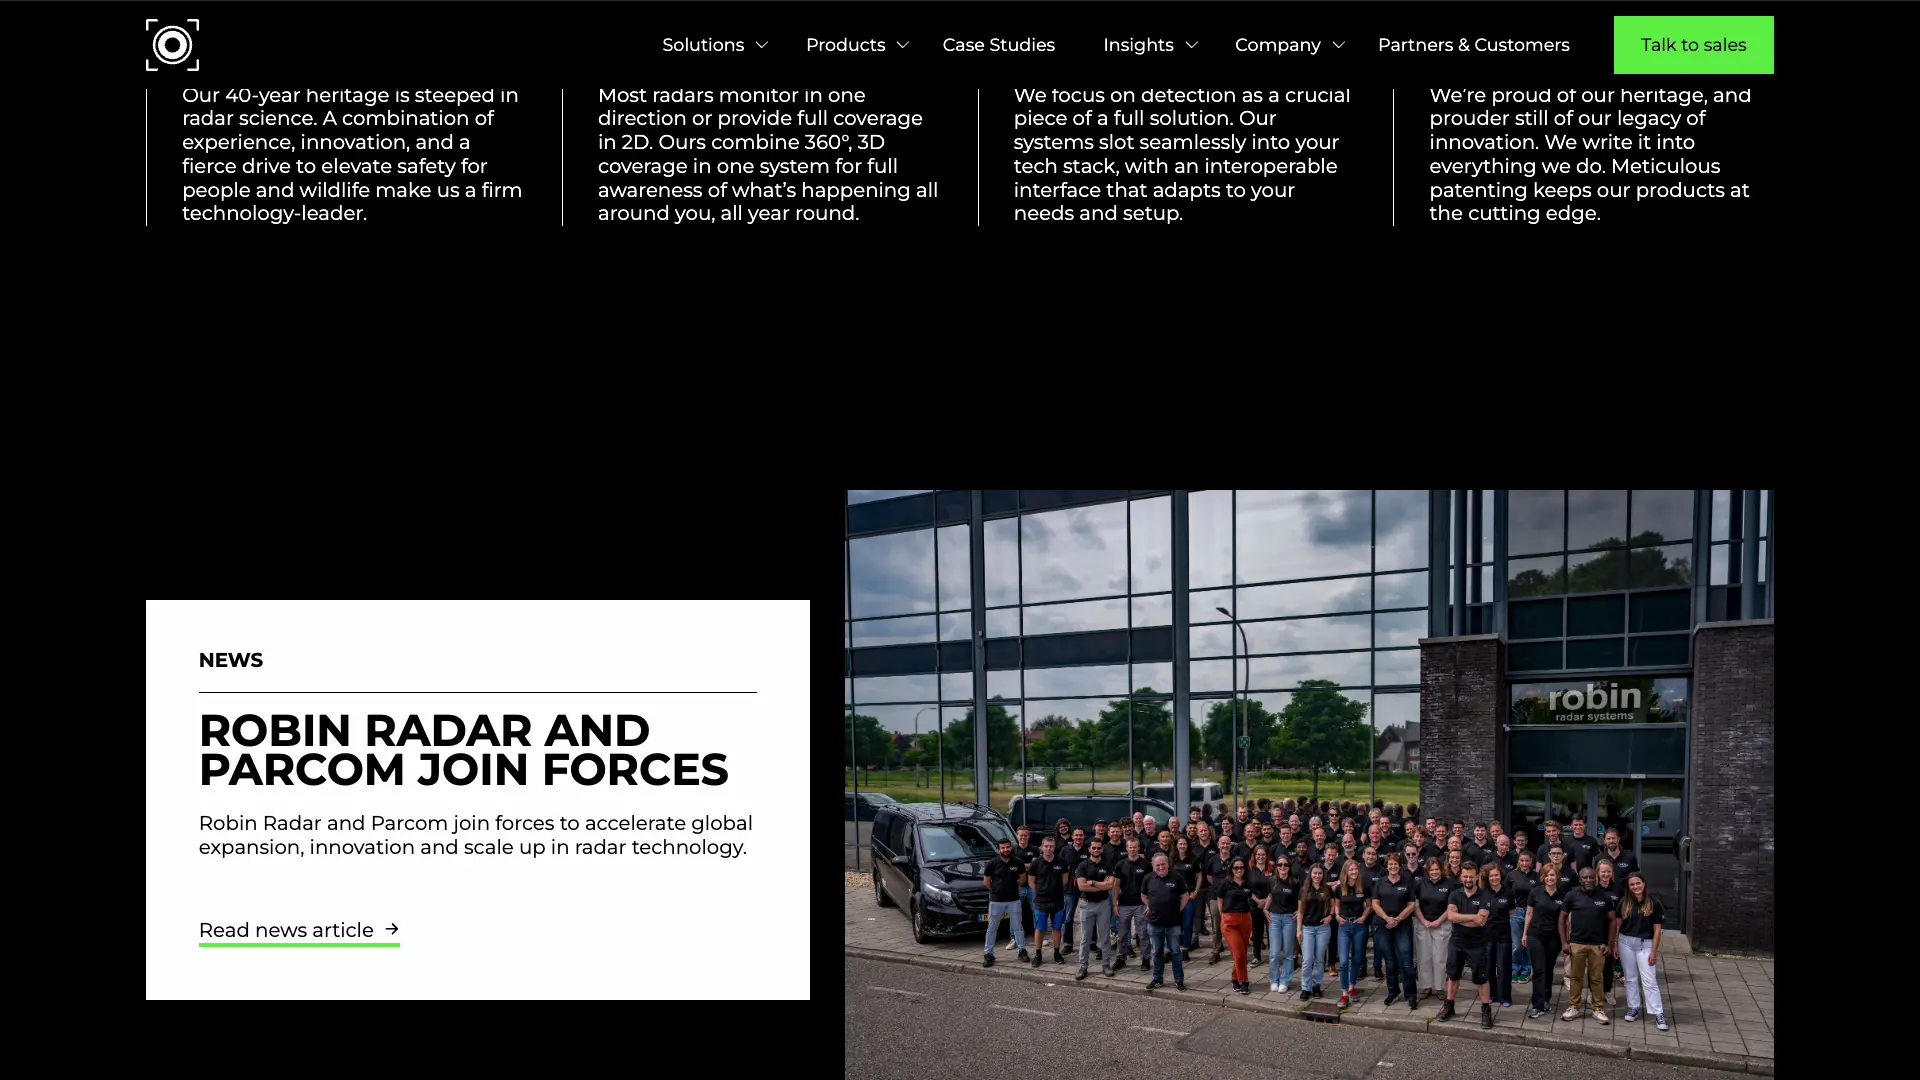 Solutions
Products
Case Studies
Insights
Company
Partners & Customers
Talk to sales
Our 40-year heritage is steeped in
radar science. A combination of
experience, innovation, and a
fierce drive to elevate safety for
people and wildlife make us a firm
technology-leader.
Most radars monitor in one
direction or provide full coverage
in 2D. Ours combine 360°, 3D
coverage in one system for full
awareness of what’s happening all
around you, all year round.
We focus on detection as a crucial
piece of a full solution. Our
systems slot seamlessly into your
tech stack, with an interoperable
interface that adapts to your
needs and setup.
We’re proud of our heritage, and
prouder still of our legacy of
innovation. We write it into
everything we do. Meticulous
patenting keeps our products at
the cutting edge.
NEWS
ROBIN RADAR AND
PARCOM JOIN FORCES
Robin Radar and Parcom join forces to accelerate global
expansion, innovation and scale up in radar technology.
Read news article →
robin
radar systems